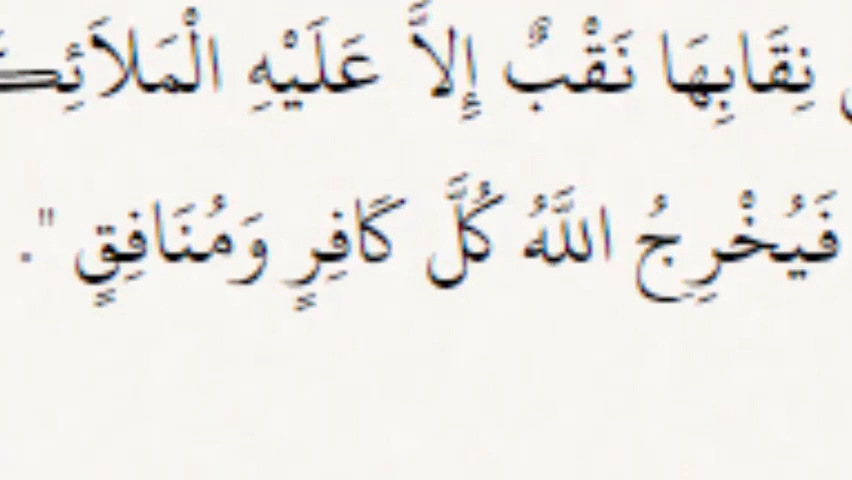 نِقَابِهَا نَقْبٌ إِلاَّ عَلَيْهِ الْمَلاَئِكَ
فَيُخْرِجُ اللَّهُ كُلَّ كَافِرٍ وَمُنَافِقٍ ‏"‏ ‏.‏